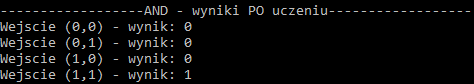 ------------------AND - wyniki PO uczeniu------------------
Wejscie (0,0) - wynik: 0
Wejscie (0,1) - wynik: 0
Wejscie (1,0) - wynik: 0
Wejscie (1,1) - wynik: 1